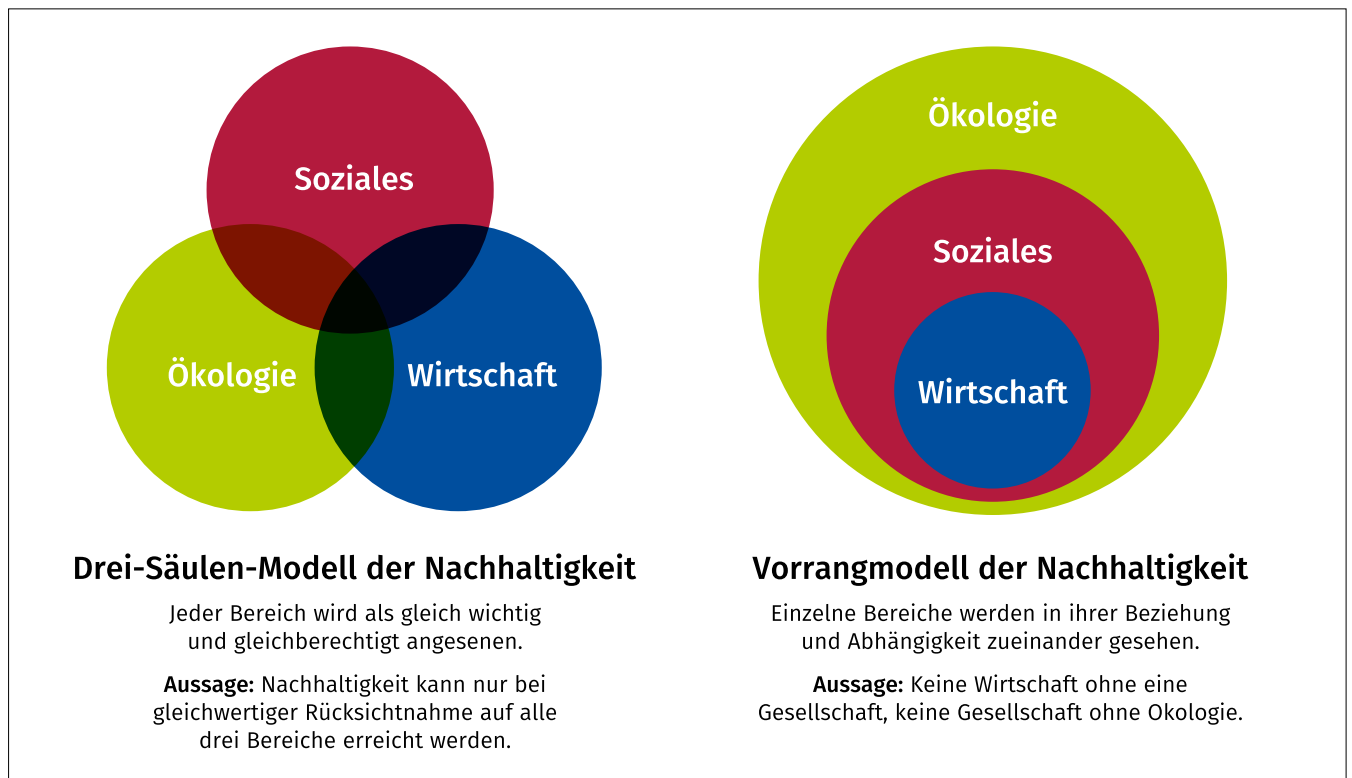 Soziales
Ökologie
Wirtschaft
Drei-Säulen-Modell der Nachhaltigkeit
Jeder Bereich wird als gleich wichtig
und gleichberechtigt angesenen.
Aussage: Nachhaltigkeit kann nur bei
gleichwertiger Rücksichtnahme auf alle
drei Bereiche erreicht werden.
Ökologie
Soziales
Wirtschaft
Vorrangmodell der Nachhaltigkeit
Einzelne Bereiche werden in ihrer Beziehung
und Abhängigkeit zueinander gesehen.
Aussage: Keine Wirtschaft ohne eine
Gesellschaft, keine Gesellschaft ohne Okologie.